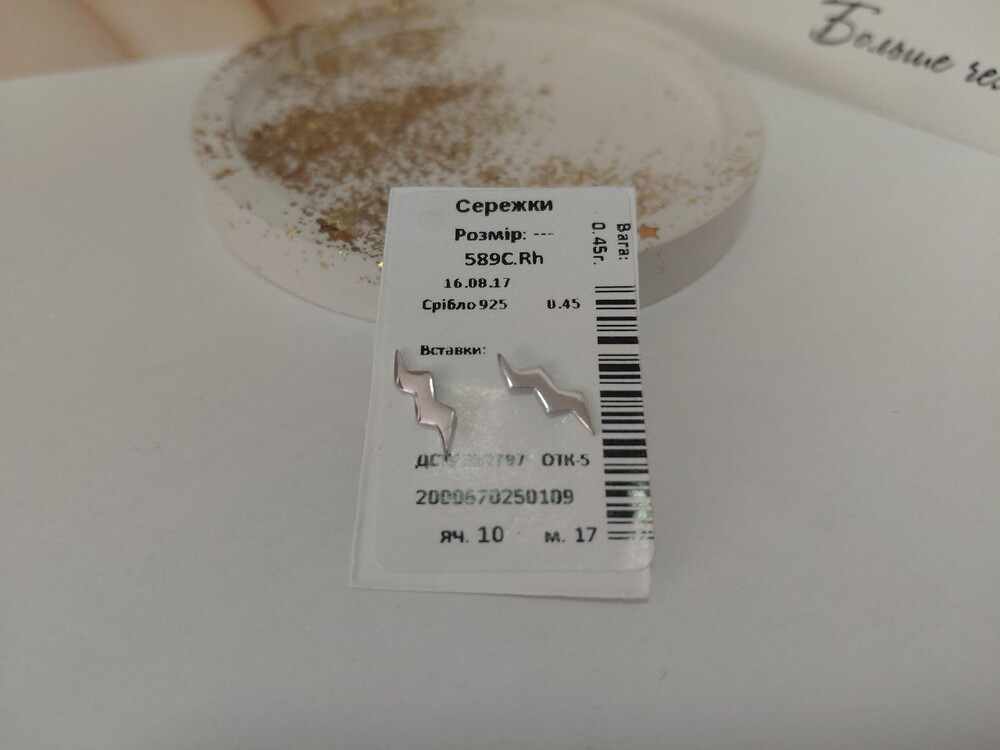 Больше
Сережки
Розмір: ---
589С.Rh
16.08.17
Срібло 925 0.45
Вставки:
ОТК-5
2000670250109
яч. 10 м. 17
Вага:
0.45г.